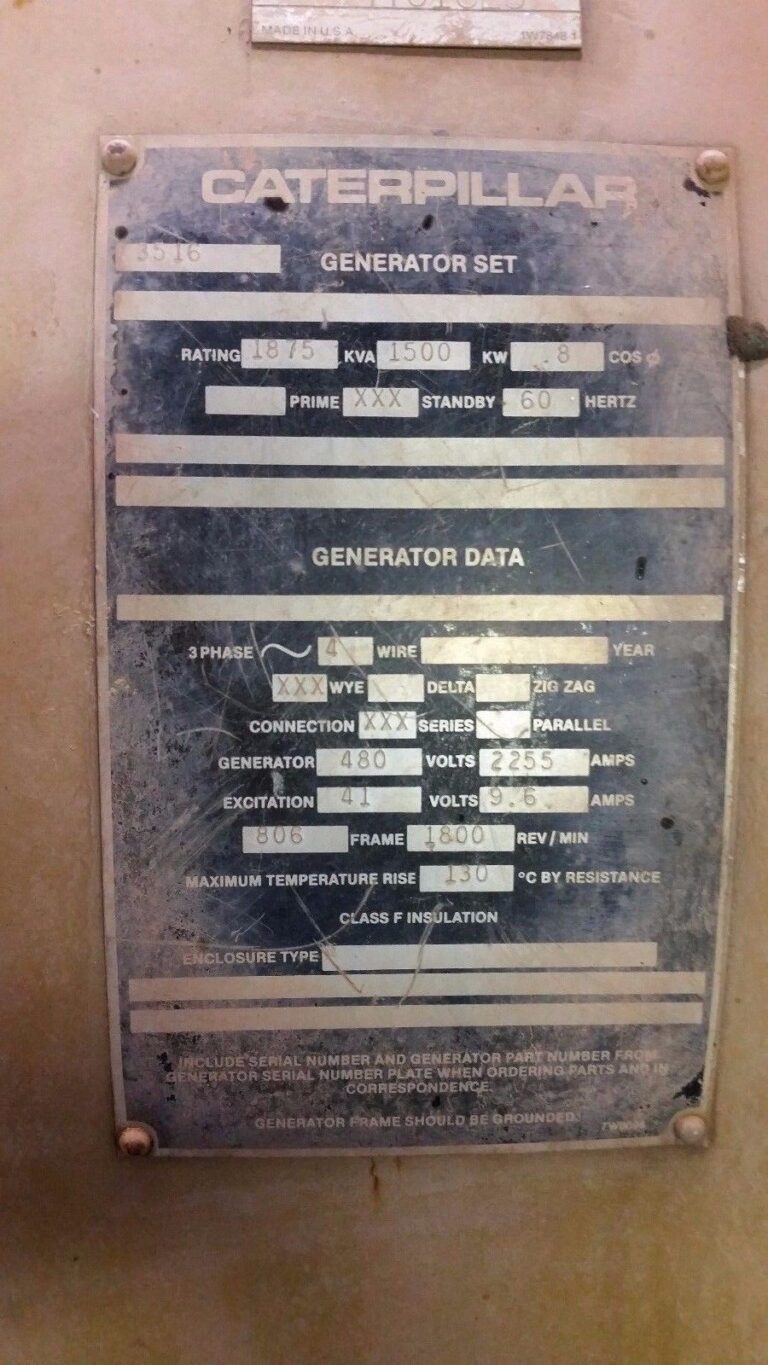 MADE IN U.S.A.
CATERPILLAR
3516 GENERATOR SET
RATING 1875 KVA 1500 KW .8 COS φ
PRIME XXX STANDBY 60 HERTZ
GENERATOR DATA
3 PHASE ~ 4 WIRE YEAR
XXX WYE DELTA ZIG ZAG
CONNECTION XXX SERIES PARALLEL
GENERATOR 480 VOLTS 2255 AMPS
EXCITATION 41 VOLTS 9.6 AMPS
806 FRAME 1800 REV/MIN
MAXIMUM TEMPERATURE RISE 130 °C BY RESISTANCE
CLASS F INSULATION
ENCLOSURE TYPE
INCLUDE SERIAL NUMBER AND GENERATOR PART NUMBER FROM
GENERATOR SERIAL NUMBER PLATE WHEN ORDERING PARTS AND IN
CORRESPONDENCE.
GENERATOR FRAME SHOULD BE GROUNDED.